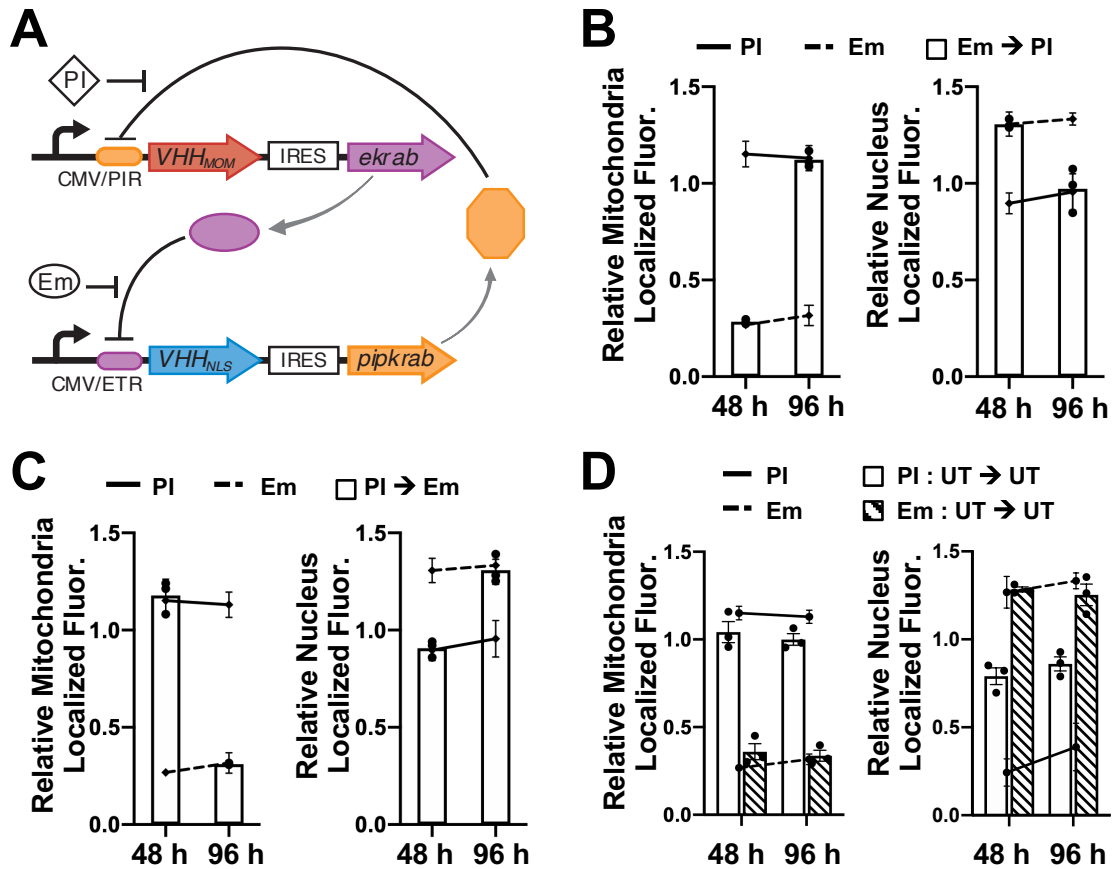 A
PI
VHHMOM
IRES
ekrab
CMV/PIR
Em
VHHNLS
IRES
pipkrab
CMV/ETR
B
PI
Em
Em → PI
Relative Mitochondria
Localized Fluor.
1.5
1.0
0.5
0.0
48 h
96 h
Relative Nucleus
Localized Fluor.
1.5
1.0
0.5
0.0
48 h
96 h
C
PI
Em
PI → Em
Relative Mitochondria
Localized Fluor.
1.5
1.0
0.5
0.0
48 h
96 h
Relative Nucleus
Localized Fluor.
1.5
1.0
0.5
0.0
48 h
96 h
D
PI
PI : UT → UT
Em
Em : UT → UT
Relative Mitochondria
Localized Fluor.
1.5
1.0
0.5
0.0
48 h
96 h
Relative Nucleus
Localized Fluor.
1.5
1.0
0.5
0.0
48 h
96 h